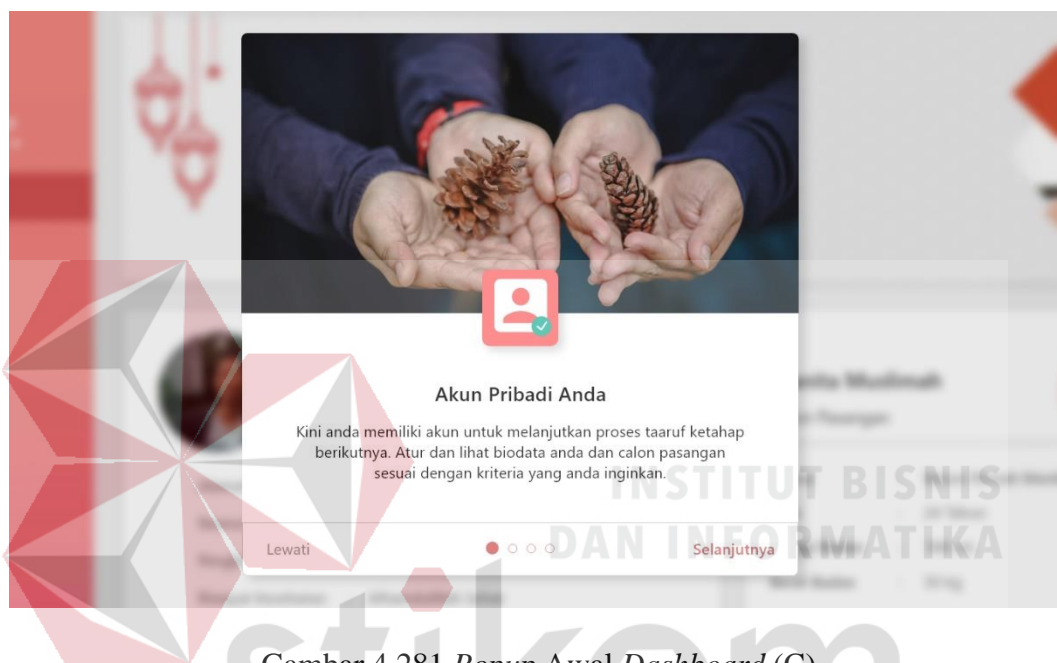 Akun Pribadi Anda
Kini anda memiliki akun untuk melanjutkan proses taaruf ketahap
berikutnya. Atur dan lihat biodata anda dan calon pasangan
sesuai dengan kriteria yang anda inginkan.
Lewati
Selanjutnya
INSTITUT BISNIS
DAN INFORMATIKA
stikom
Gambar 4.281 Popup Awal Dashboard (C)